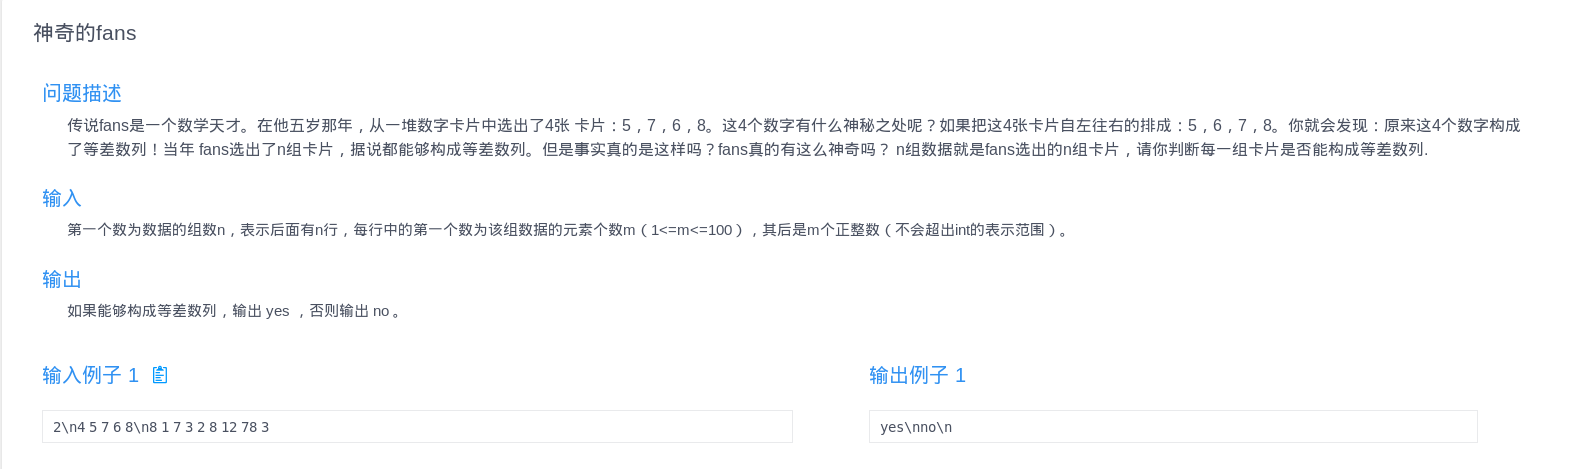 神奇的fans
问题描述
传说fans是一个数学天才。在他五岁那年，从一堆数字卡片中选出了4张 卡片：5，7，6，8。这4个数字有什么神秘之处呢？如果把这4张卡片自左往右的排成：5，6，7，8。你就会发现：原来这4个数字构成
了等差数列！当年 fans选出了n组卡片，据说都能够构成等差数列。但是事实真的是这样吗？fans真的有这么神奇吗？ n组数据就是fans选出的n组卡片，请你判断每一组卡片是否能构成等差数列.
输入
第一个数为数据的组数n，表示后面有n行，每行中的第一个数为该组数据的元素个数m（1<=m<=100），其后是m个正整数（不会超出int的表示范围）。
输出
如果能够构成等差数列，输出 yes ，否则输出 no 。
输入例子 1
输出例子 1
2\n4 5 7 6 8\n8 1 7 3 2 8 12 78 3
yes\nno\n